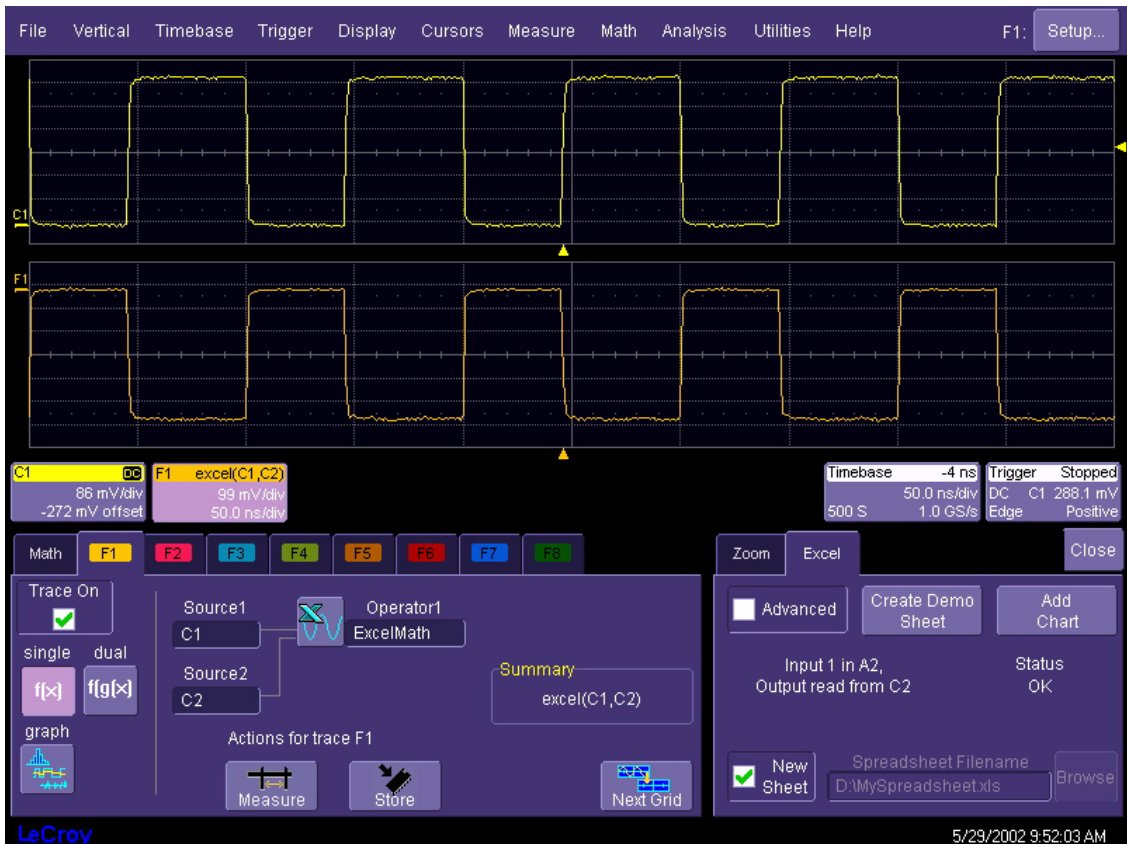 File Vertical Timebase Trigger Display Cursors Measure Math Analysis Utilities Help F1: Setup...
C1
F1
C1 DC
86 mV/div
-272 mV offset
F1 excel(C1,C2)
99 mV/div
50.0 ns/div
Timebase -4 ns
50.0 ns/div
500 S 1.0 GS/s
Trigger Stopped
DC C1 288.1 mV
Edge Positive
Math F1 F2 F3 F4 F5 F6 F7 F8
Zoom Excel Close
Trace On
single dual
f(x) f(g(x))
graph
Source1
C1
Source2
C2
Operator1
ExcelMath
Summary
excel(C1,C2)
Actions for trace F1
Measure
Store
Next Grid
Advanced
Create Demo
Sheet
Add
Chart
Input 1 in A2,
Output read from C2
Status
OK
New
Sheet
Spreadsheet Filename
D:\MySpreadsheet.xls
Browse
LeCroy
5/29/2002 9:52:03 AM